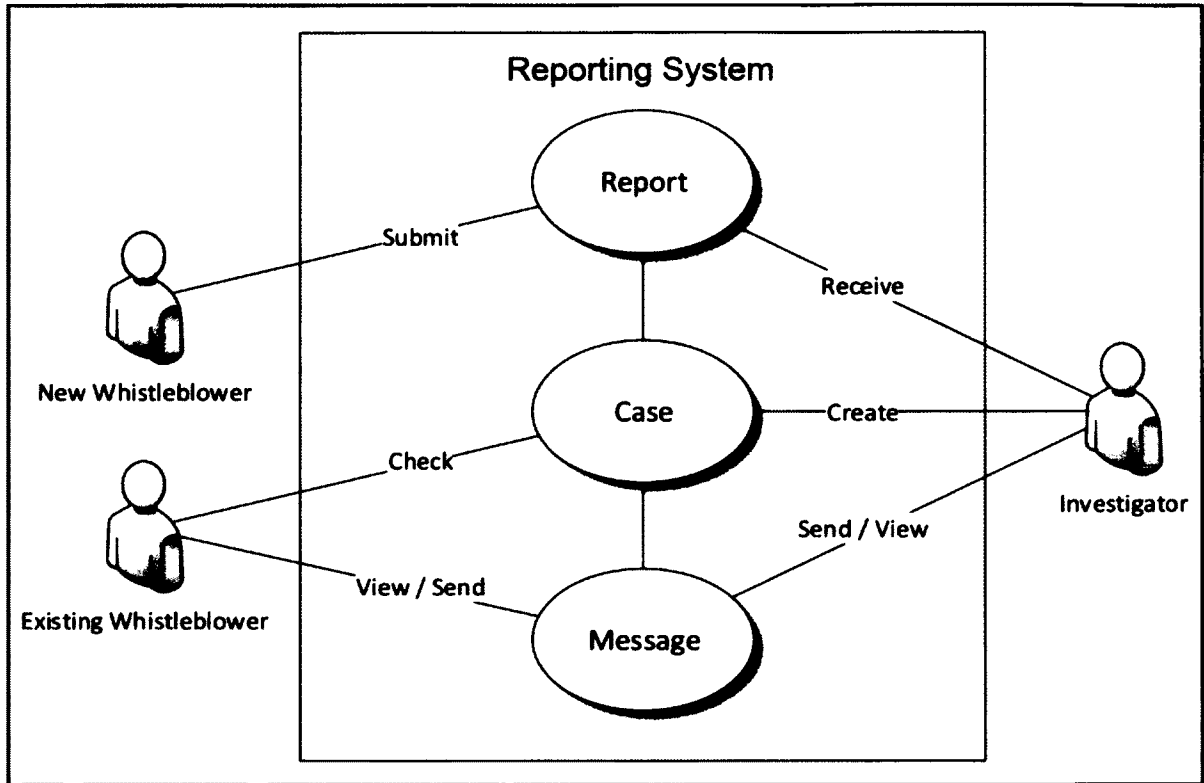 Reporting System
Report
Submit
Receive
New Whistleblower
Case
Create
Check
Investigator
Send / View
View / Send
Existing Whistleblower
Message